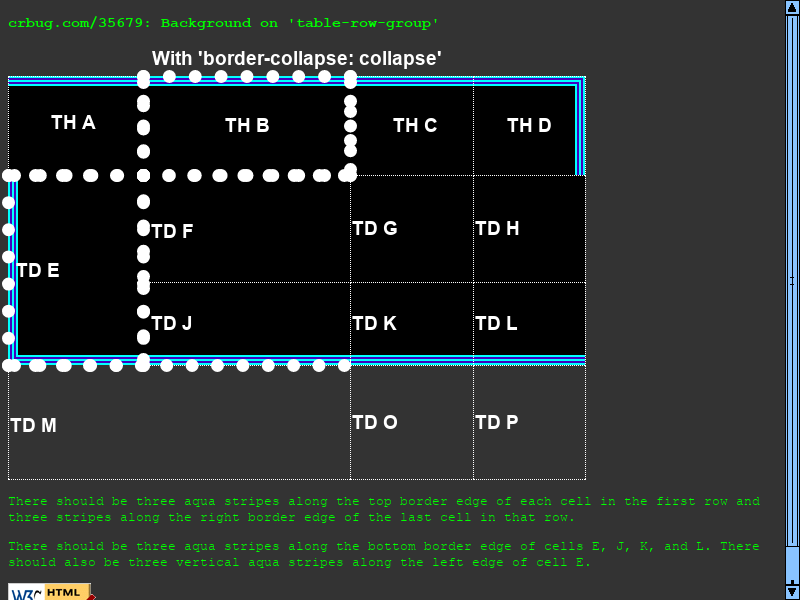 crbug.com/35679: Background on 'table-row-group'
With 'border-collapse: collapse'
TH A TH B TH C TH D
TD E TD F TD G TD H
TD J TD K TD L
TD M TD O TD P
There should be three aqua stripes along the top border edge of each cell in the first row and
three stripes along the right border edge of the last cell in that row.
There should be three aqua stripes along the bottom border edge of cells E, J, K, and L. There
should also be three vertical aqua stripes along the left edge of cell E.
W3C HTML